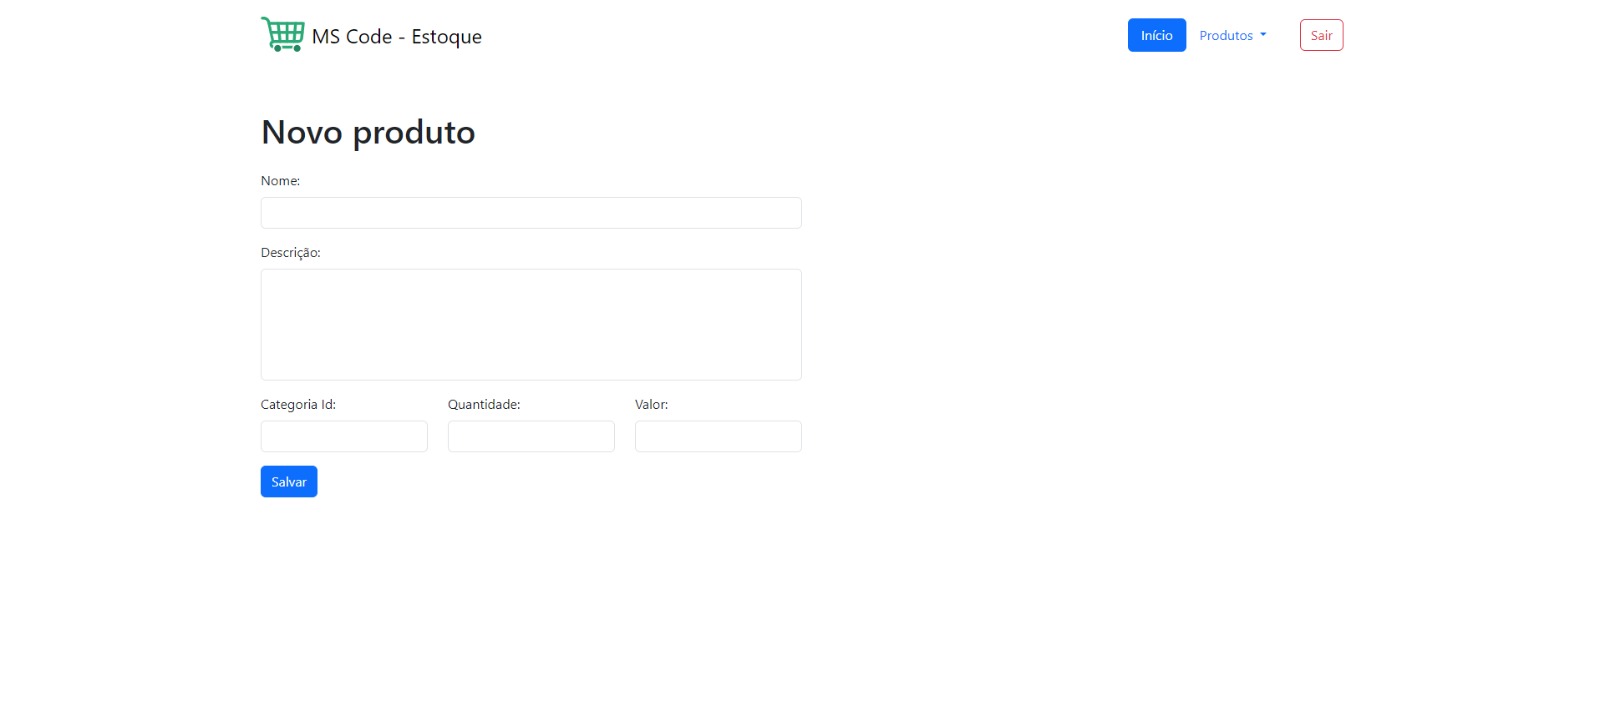 MS Code - Estoque
Início
Produtos
Sair
Novo produto
Nome:
Descrição:
Categoria Id:
Quantidade:
Valor:
Salvar